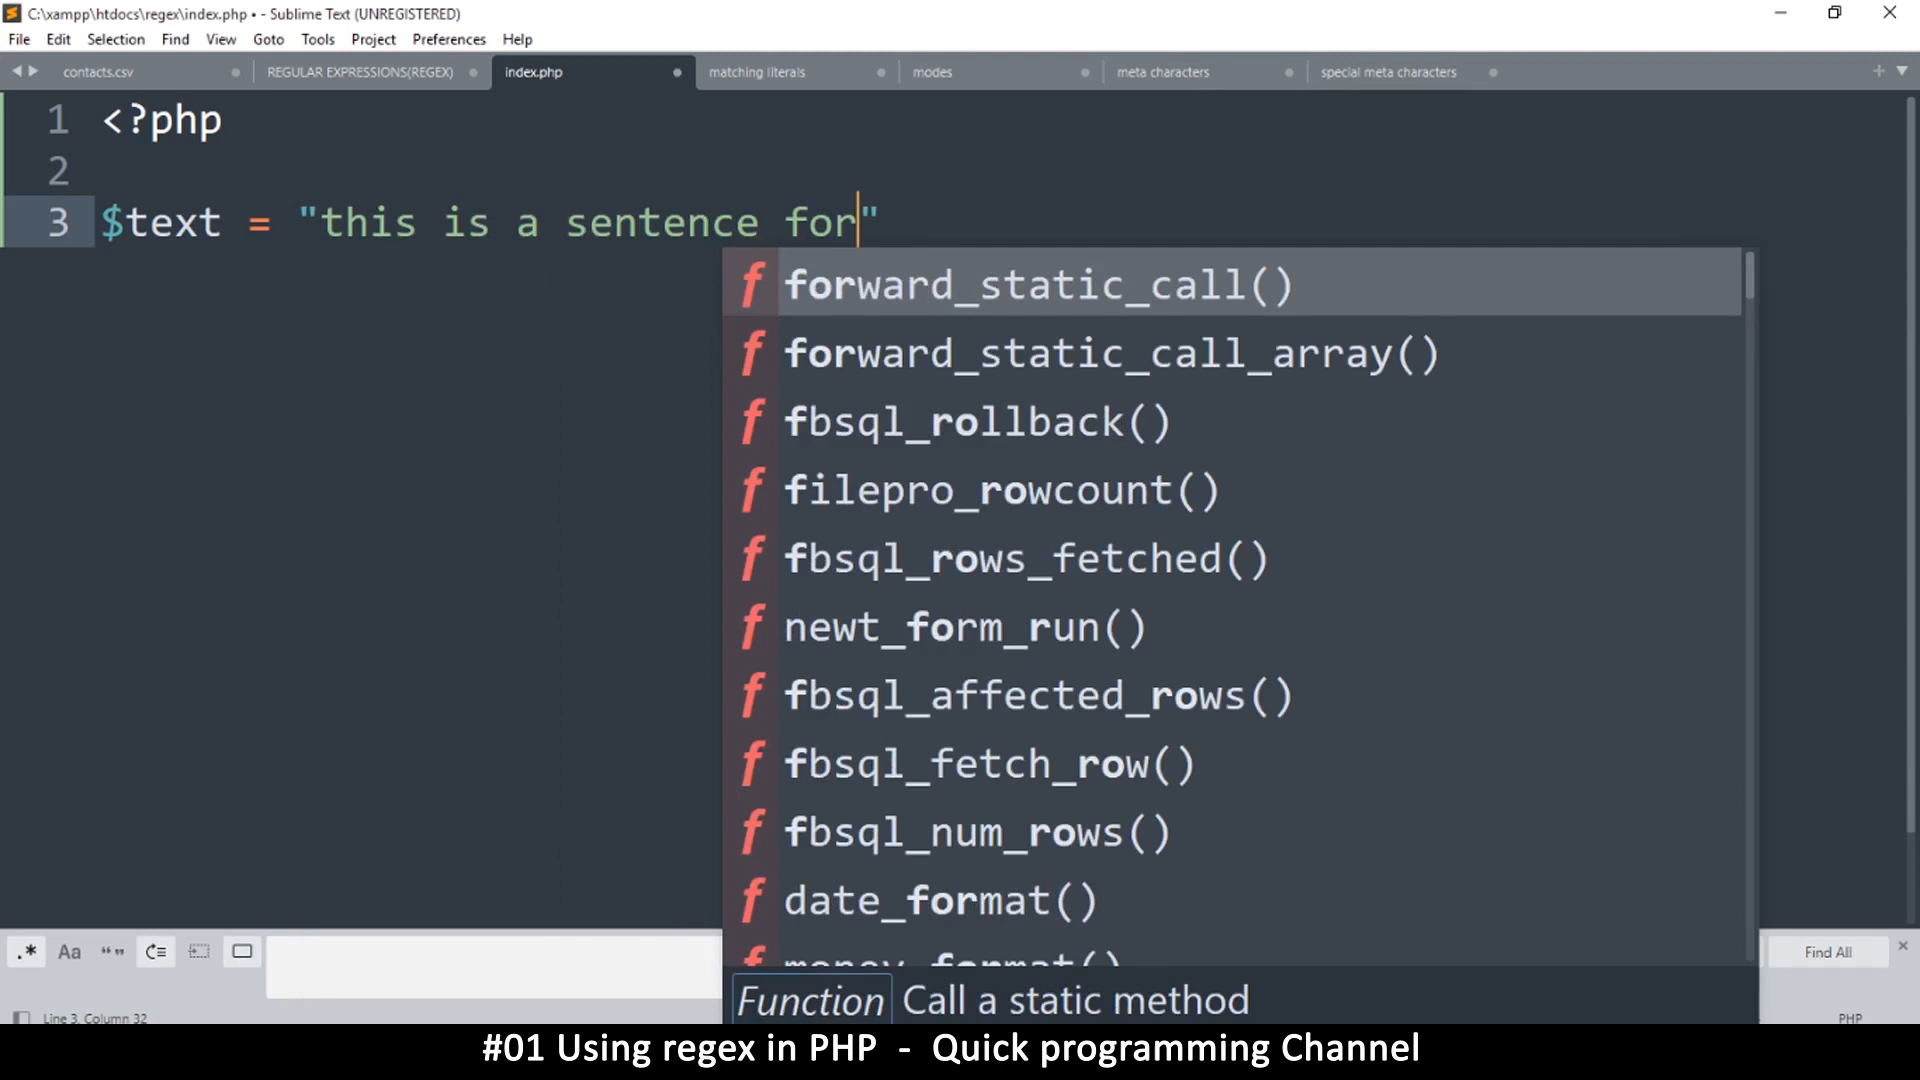 C:\xampp\htdocs\regex\index.php • - Sublime Text (UNREGISTERED)
File Edit Selection Find View Goto Tools Project Preferences Help
contacts.csv REGULAR EXPRESSIONS(REGEX) index.php matching literals modes meta characters special meta characters
1 <?php
2
3 $text = "this is a sentence for"
f forward_static_call()
f forward_static_call_array()
f fbsql_rollback()
f filepro_rowcount()
f fbsql_rows_fetched()
f newt_form_run()
f fbsql_affected_rows()
f fbsql_fetch_row()
f fbsql_num_rows()
f date_format()
f money_format()
.* Aa “” Find All
Function Call a static method
Line 3, Column 32 PHP
#01 Using regex in PHP - Quick programming Channel